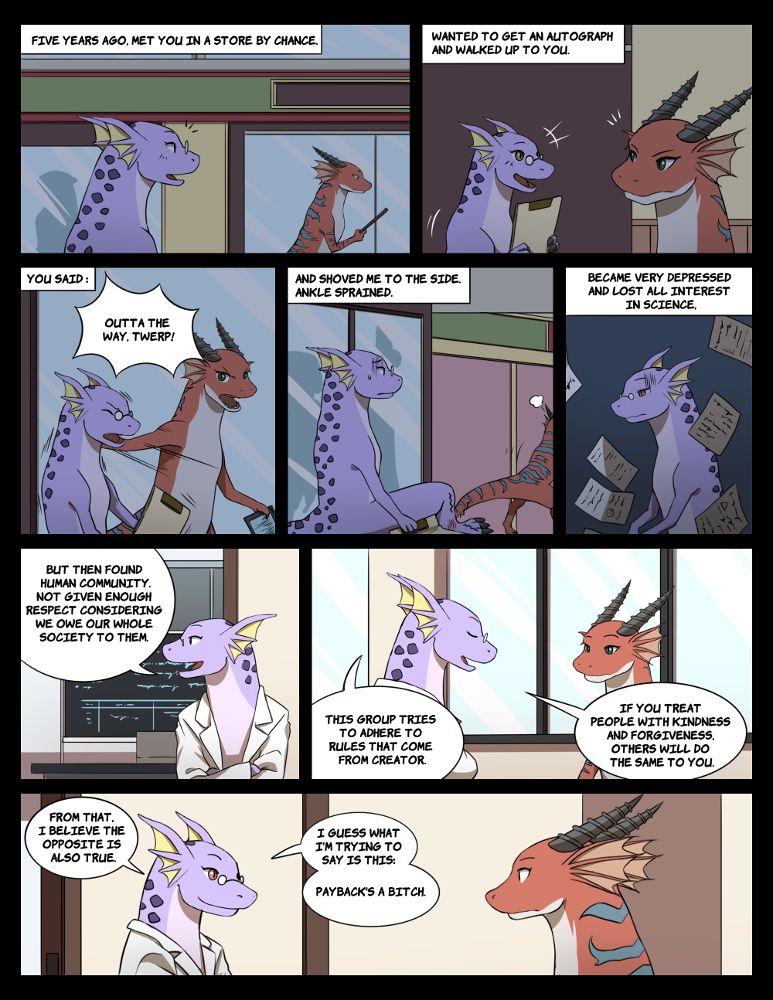 FIVE YEARS AGO, MET YOU IN A STORE BY CHANCE.
WANTED TO GET AN AUTOGRAPH
AND WALKED UP TO YOU.
YOU SAID :
OUTTA THE
WAY, TWERP!
AND SHOVED ME TO THE SIDE.
ANKLE SPRAINED.
BECAME VERY DEPRESSED
AND LOST ALL INTEREST
IN SCIENCE,
BUT THEN FOUND
HUMAN COMMUNITY.
NOT GIVEN ENOUGH
RESPECT CONSIDERING
WE OWE OUR WHOLE
SOCIETY TO THEM.
THIS GROUP TRIES
TO ADHERE TO
RULES THAT COME
FROM CREATOR.
IF YOU TREAT
PEOPLE WITH KINDNESS
AND FORGIVENESS,
OTHERS WILL DO
THE SAME TO YOU.
FROM THAT,
I BELIEVE THE
OPPOSITE IS
ALSO TRUE.
I GUESS WHAT
I'M TRYING TO
SAY IS THIS:
PAYBACK'S A BITCH.